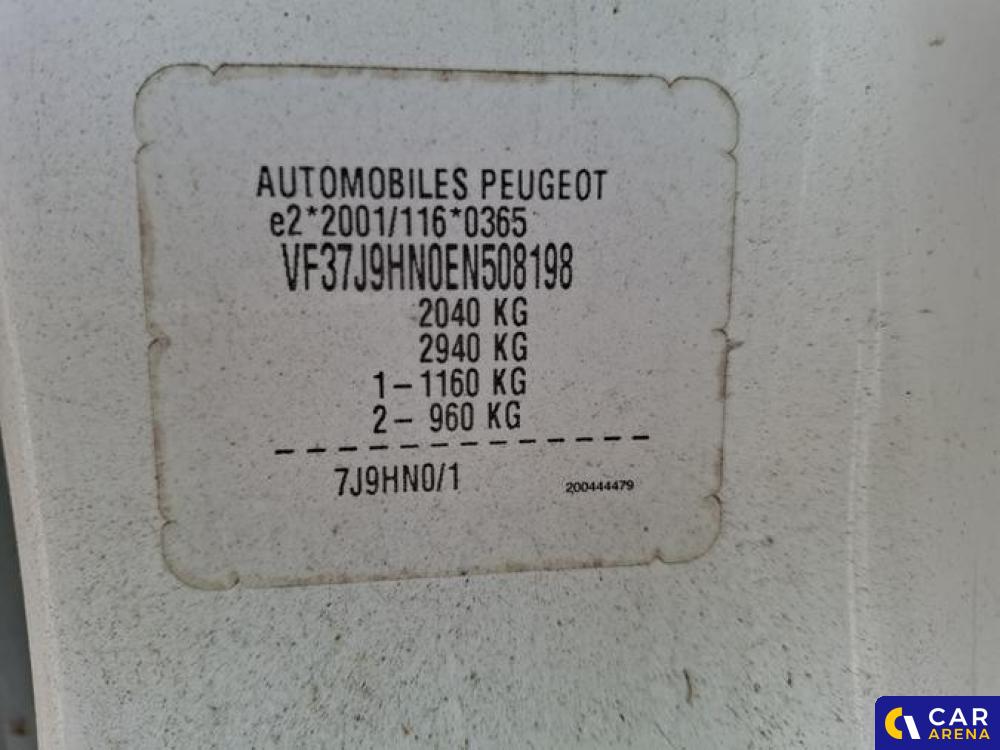 AUTOMOBILES PEUGEOT
e2*2001/116*0365
VF37J9HN0EN508198
2040 KG
2940 KG
1– 1160 KG
2– 960 KG
- - - - - - - - - - - - -
7J9HN0/1
200444479
CAR
ARENA